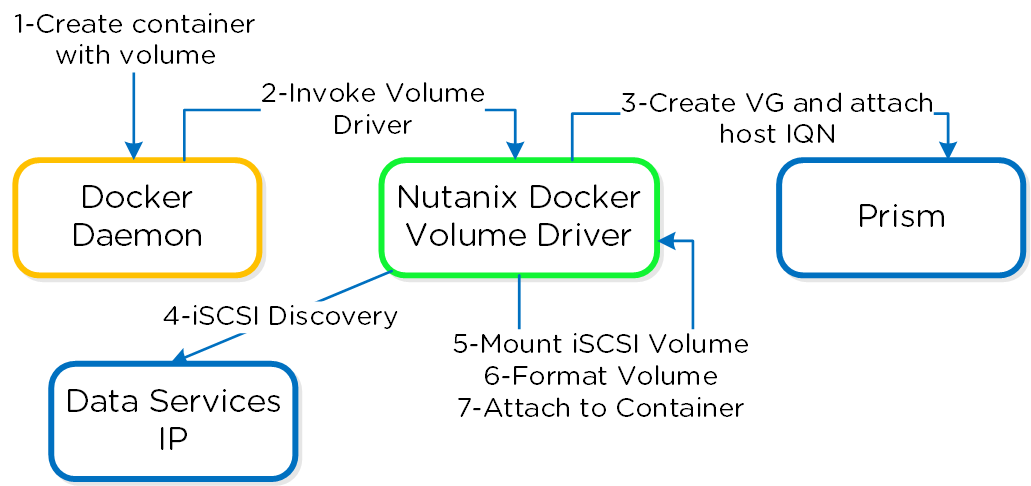 1-Create container
with volume
2-Invoke Volume
Driver
3-Create VG and attach
host IQN
Docker
Daemon
Nutanix Docker
Volume Driver
Prism
4-iSCSI Discovery
5-Mount iSCSI Volume
6-Format Volume
7-Attach to Container
Data Services
IP